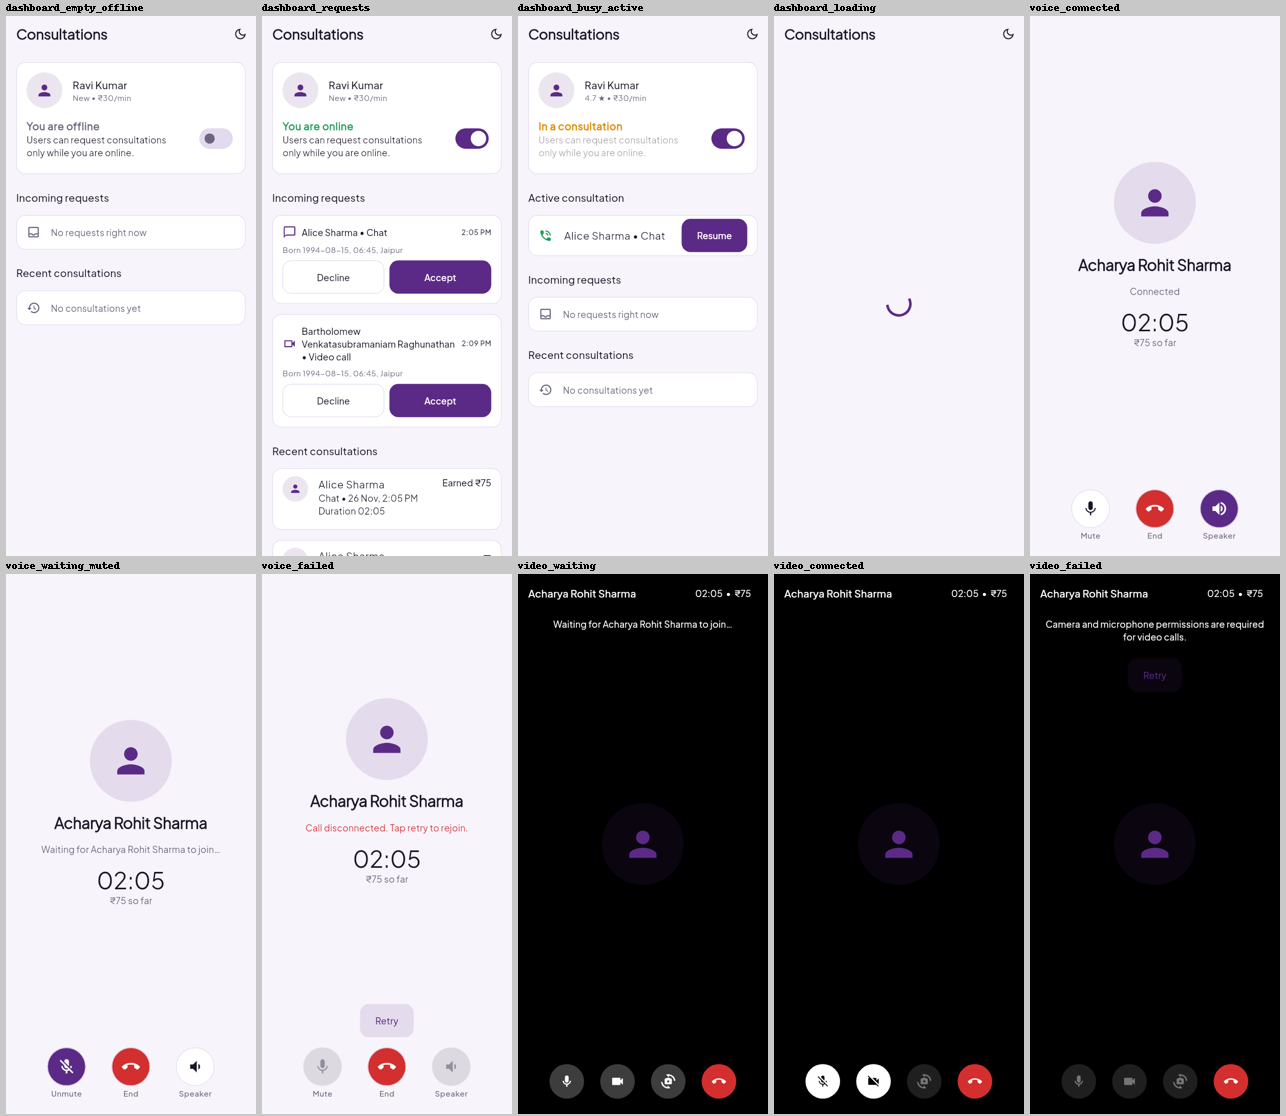 dashboard_empty_offline
Consultations
Ravi Kumar
New • ₹30/min
You are offline
Users can request consultations
only while you are online.
Incoming requests
No requests right now
Recent consultations
No consultations yet
dashboard_requests
Consultations
Ravi Kumar
New • ₹30/min
You are online
Users can request consultations
only while you are online.
Incoming requests
Alice Sharma • Chat
2:05 PM
Born 1994-08-15, 06:45, Jaipur
Decline
Accept
Bartholomew
Venkatasubramaniam Raghunathan
• Video call
2:09 PM
Born 1994-08-15, 06:45, Jaipur
Decline
Accept
Recent consultations
Alice Sharma
Earned ₹75
Chat • 26 Nov, 2:05 PM
Duration 02:05
Alice Sharma
dashboard_busy_active
Consultations
Ravi Kumar
4.7 ★ • ₹30/min
In a consultation
Users can request consultations
only while you are online.
Active consultation
Alice Sharma • Chat
Resume
Incoming requests
No requests right now
Recent consultations
No consultations yet
dashboard_loading
Consultations
voice_connected
Acharya Rohit Sharma
Connected
02:05
₹75 so far
Mute
End
Speaker
voice_waiting_muted
Acharya Rohit Sharma
Waiting for Acharya Rohit Sharma to join…
02:05
₹75 so far
Unmute
End
Speaker
voice_failed
Acharya Rohit Sharma
Call disconnected. Tap retry to rejoin.
02:05
₹75 so far
Retry
Mute
End
Speaker
video_waiting
Acharya Rohit Sharma
02:05 • ₹75
Waiting for Acharya Rohit Sharma to join…
video_connected
Acharya Rohit Sharma
02:05 • ₹75
video_failed
Acharya Rohit Sharma
02:05 • ₹75
Camera and microphone permissions are required
for video calls.
Retry